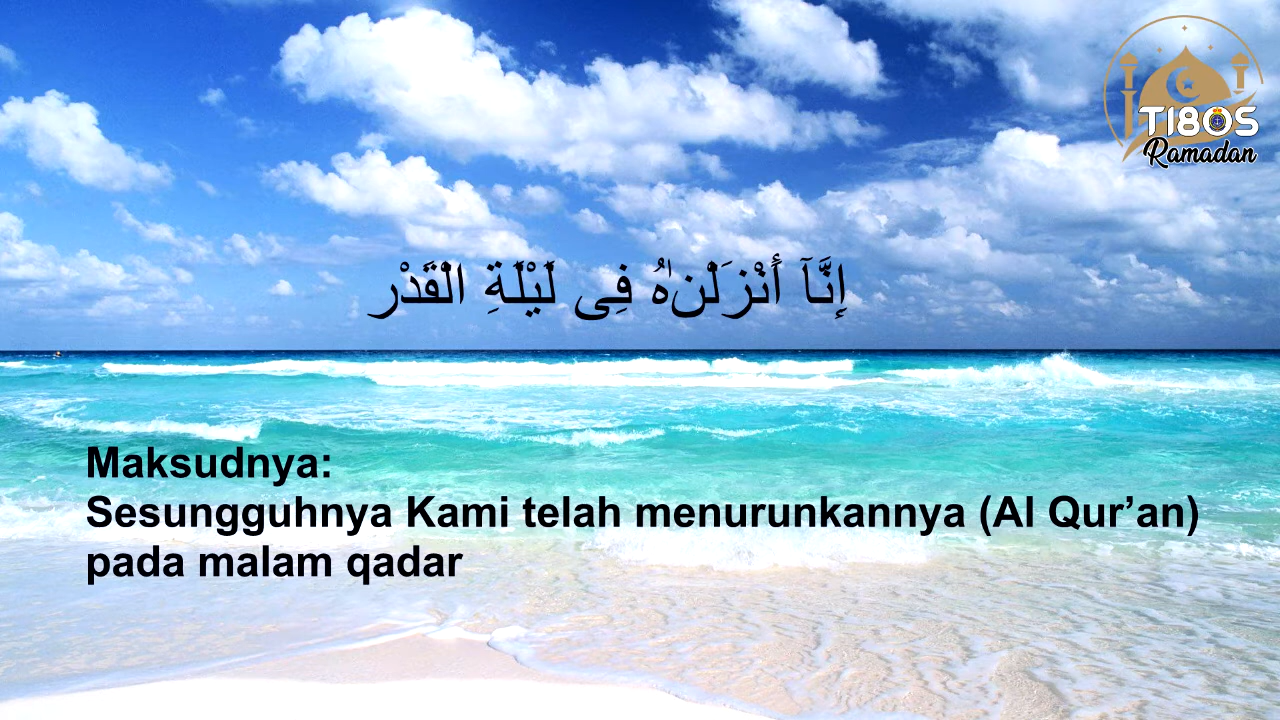 TI8OS
Ramadan
إِنَّآ أَنْزَلْنٰهُ فِى لَيْلَةِ الْقَدْرِ
Maksudnya:
Sesungguhnya Kami telah menurunkannya (Al Qur’an)
pada malam qadar